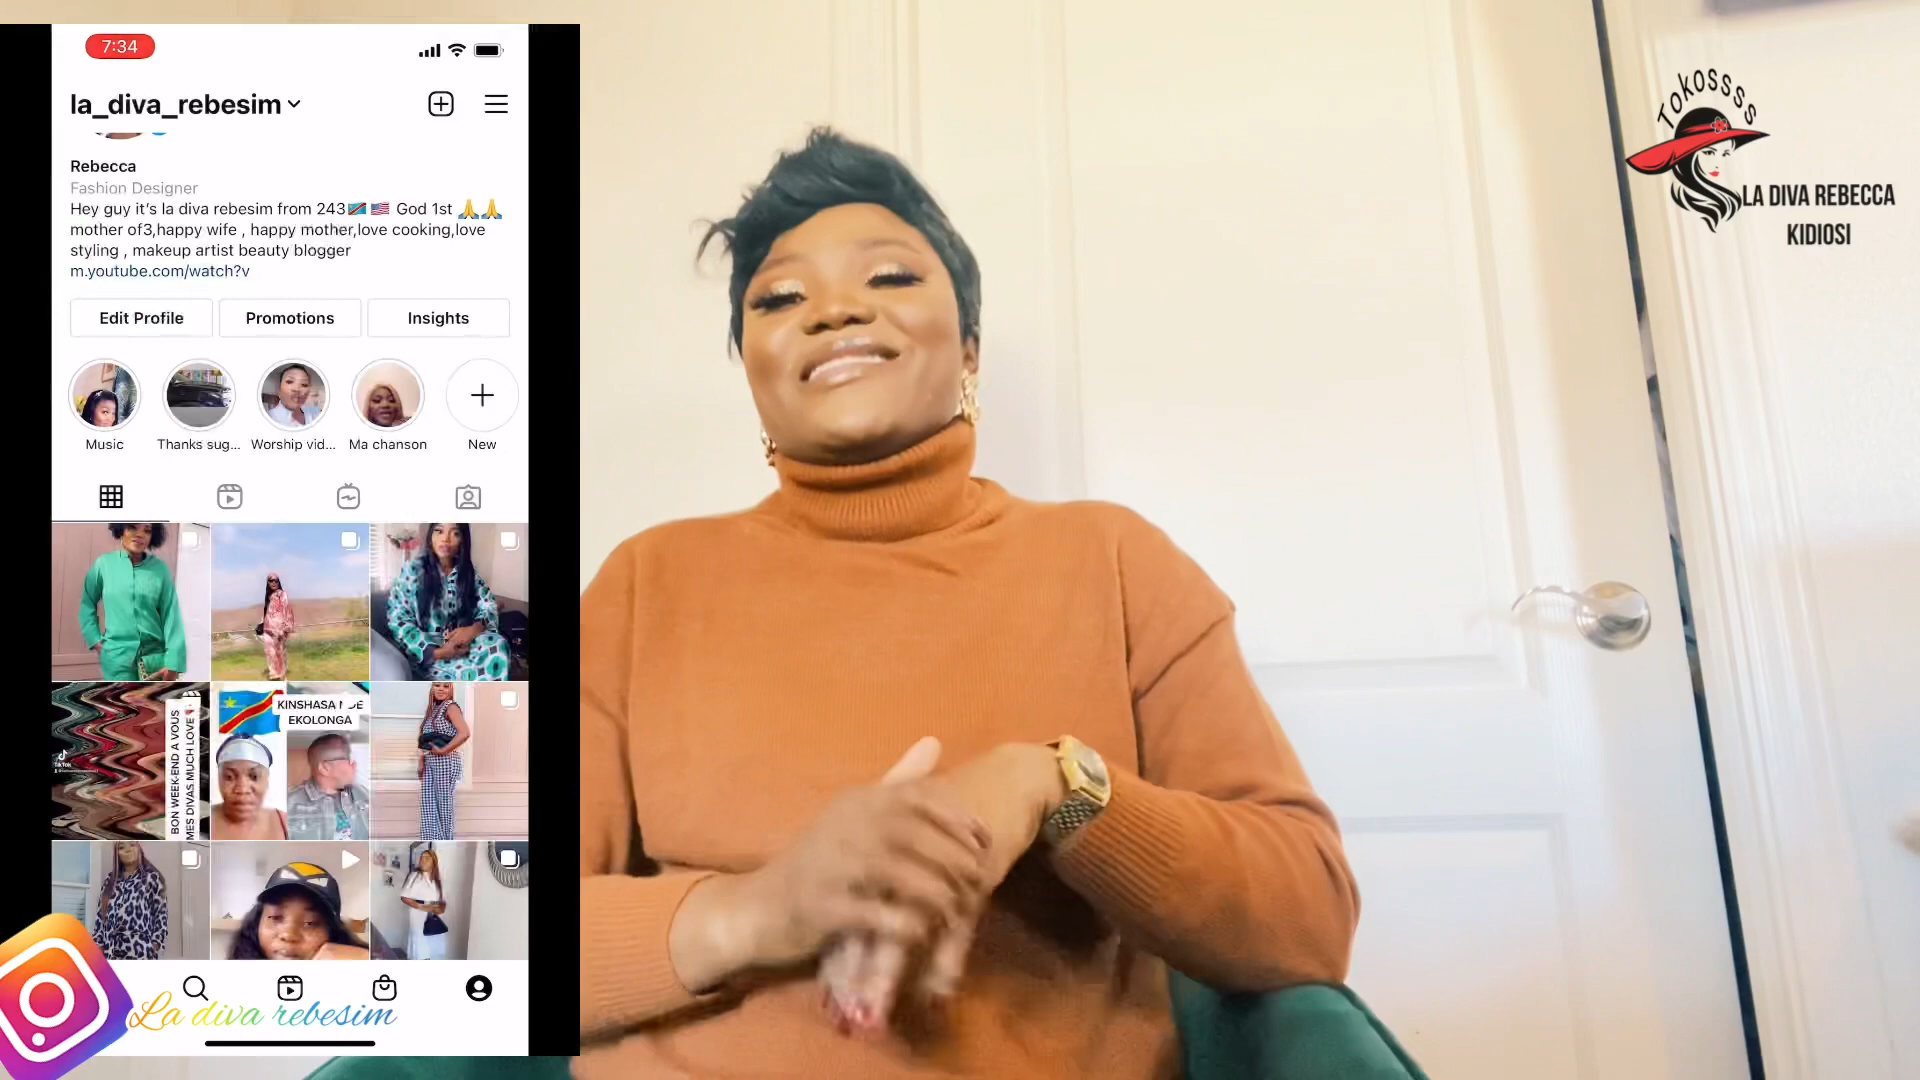 7:34
la_diva_rebesim
Rebecca
Fashion Designer
Hey guy it's la diva rebesim from 243🇨🇩🇺🇸 God 1st 🙏🙏
mother of3,happy wife , happy mother,love cooking,love
styling , makeup artist beauty blogger
m.youtube.com/watch?v
Edit Profile
Promotions
Insights
Music
Thanks sug...
Worship vid...
Ma chanson
New
BON WEEK-END A VOUS
MES DIVAS MUCH LOVE
TikTok
KINSHASA
EKOLONGA
La diva rebesim
Tokossss
LA DIVA REBECCA
KIDIOSI